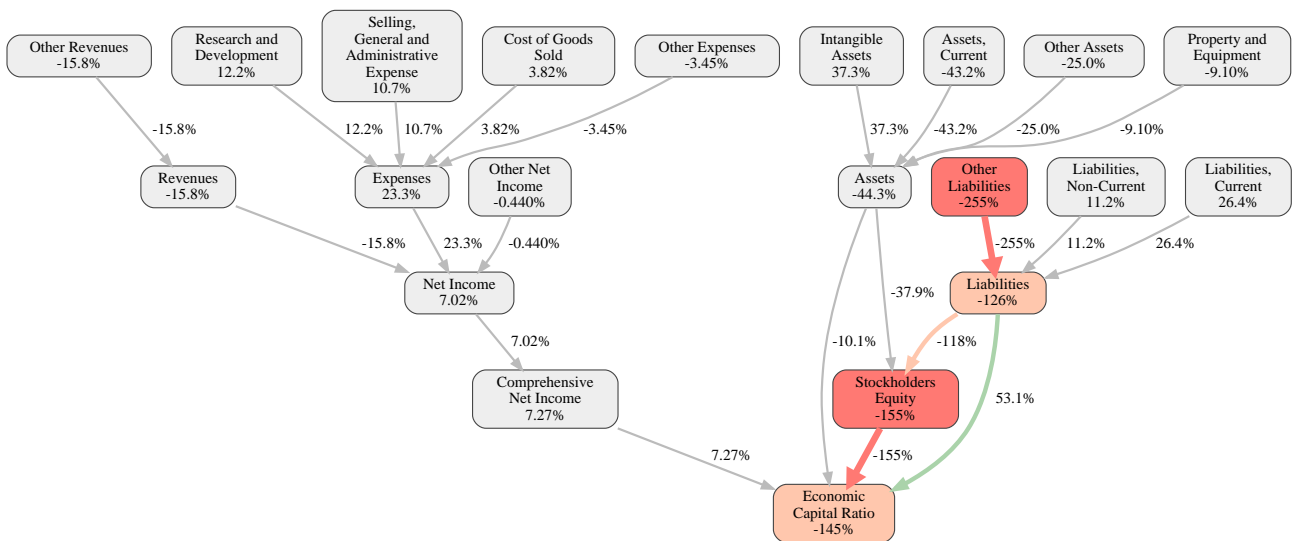 Other Revenues
-15.8%
Research and
Development
12.2%
Selling,
General and
Administrative
Expense
10.7%
Cost of Goods
Sold
3.82%
Other Expenses
-3.45%
Intangible
Assets
37.3%
Assets,
Current
-43.2%
Other Assets
-25.0%
Property and
Equipment
-9.10%
-15.8%
12.2%
10.7%
3.82%
-3.45%
37.3%
-43.2%
-25.0%
-9.10%
Revenues
-15.8%
Expenses
23.3%
Other Net
Income
-0.440%
Assets
-44.3%
Other
Liabilities
-255%
Liabilities,
Non-Current
11.2%
Liabilities,
Current
26.4%
-15.8%
23.3%
-0.440%
-255%
11.2%
26.4%
Net Income
7.02%
-37.9%
Liabilities
-126%
7.02%
-10.1%
-118%
Comprehensive
Net Income
7.27%
Stockholders
Equity
-155%
53.1%
7.27%
-155%
Economic
Capital Ratio
-145%